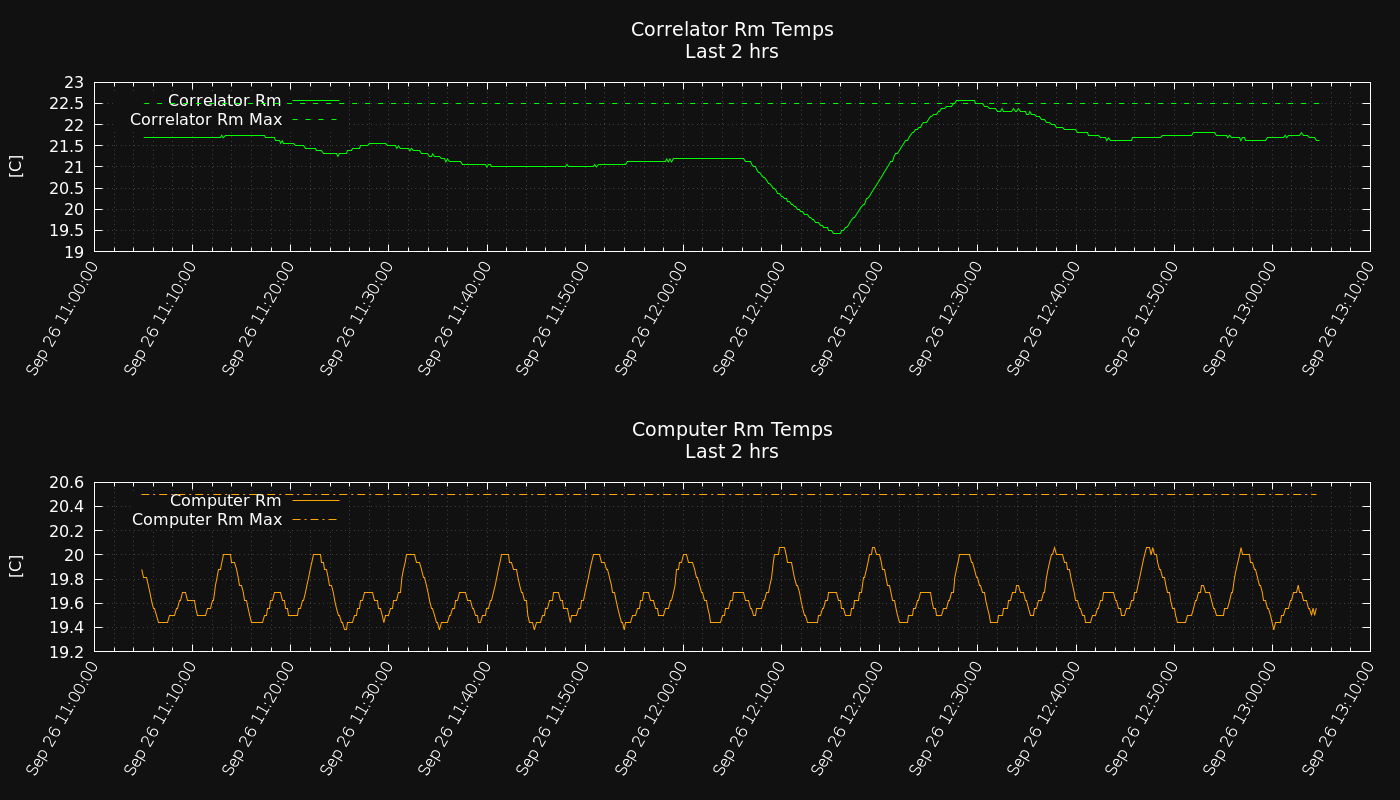 Correlator Rm Temps
Last 2 hrs
[C]
23
22.5
22
21.5
21
20.5
20
19.5
19
Correlator Rm
Correlator Rm Max
Sep 26 11:00:00
Sep 26 11:10:00
Sep 26 11:20:00
Sep 26 11:30:00
Sep 26 11:40:00
Sep 26 11:50:00
Sep 26 12:00:00
Sep 26 12:10:00
Sep 26 12:20:00
Sep 26 12:30:00
Sep 26 12:40:00
Sep 26 12:50:00
Sep 26 13:00:00
Sep 26 13:10:00
Computer Rm Temps
Last 2 hrs
[C]
20.6
20.4
20.2
20
19.8
19.6
19.4
19.2
Computer Rm
Computer Rm Max
Sep 26 11:00:00
Sep 26 11:10:00
Sep 26 11:20:00
Sep 26 11:30:00
Sep 26 11:40:00
Sep 26 11:50:00
Sep 26 12:00:00
Sep 26 12:10:00
Sep 26 12:20:00
Sep 26 12:30:00
Sep 26 12:40:00
Sep 26 12:50:00
Sep 26 13:00:00
Sep 26 13:10:00